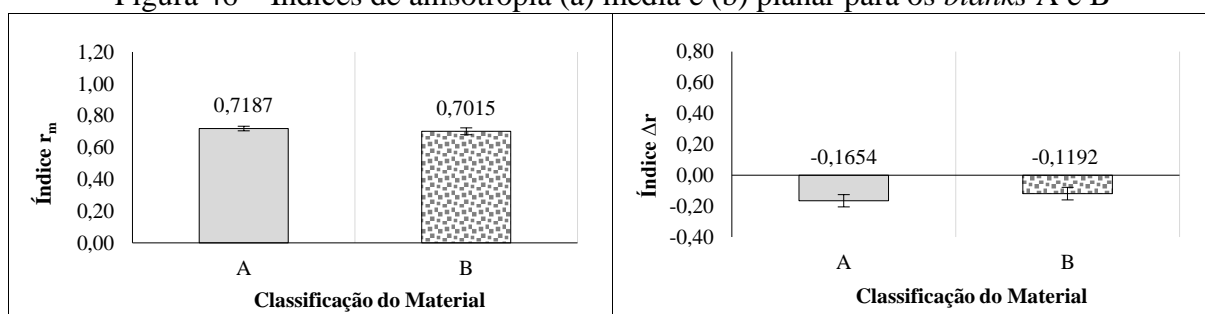 Figura – Índices de anisotropia (a) média e (b) planar para os blanks A e B
1,20
1,00
0,80
0,60
0,40
0,20
0,00
Índice rₘ
0,7187
0,7015
A
B
Classificação do Material
0,80
0,60
0,40
0,20
0,00
-0,20
-0,40
Índice Δr
-0,1654
-0,1192
A
B
Classificação do Material